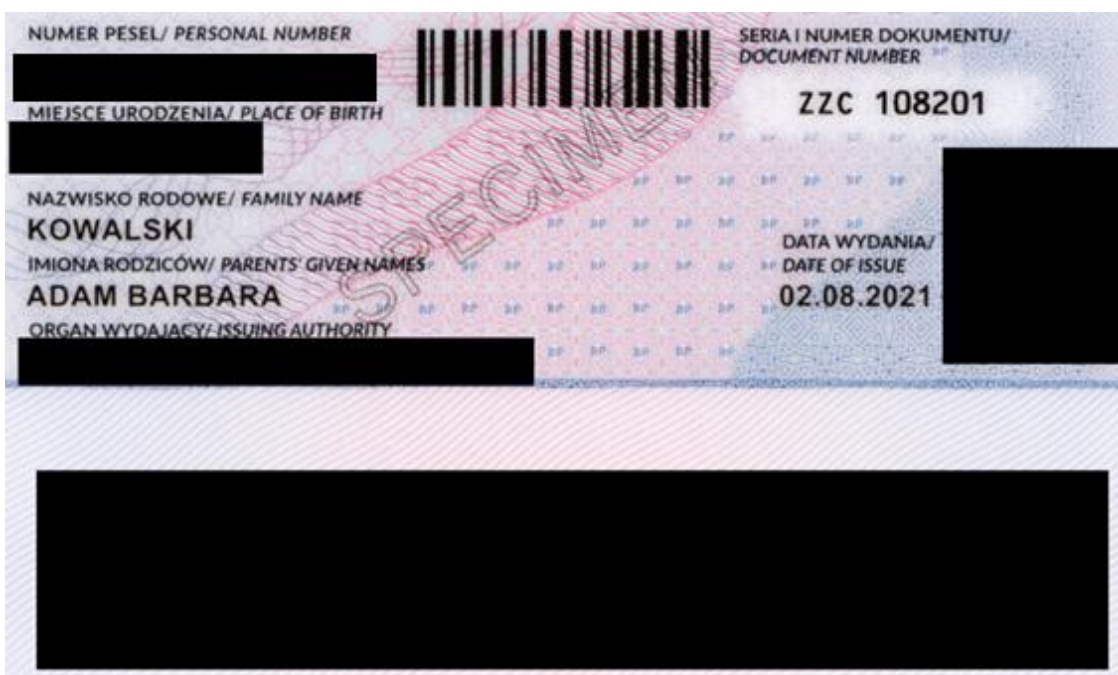 NUMER PESEL/ PERSONAL NUMBER
MIEJSCE URODZENIA/ PLACE OF BIRTH
NAZWISKO RODOWE/ FAMILY NAME
KOWALSKI
IMIONA RODZICÓW/ PARENTS' GIVEN NAMES
ADAM BARBARA
ORGAN WYDAJĄCY/ ISSUING AUTHORITY
SERIA I NUMER DOKUMENTU/
DOCUMENT NUMBER
ZZC 108201
DATA WYDANIA/
DATE OF ISSUE
02.08.2021
SPECIMEN